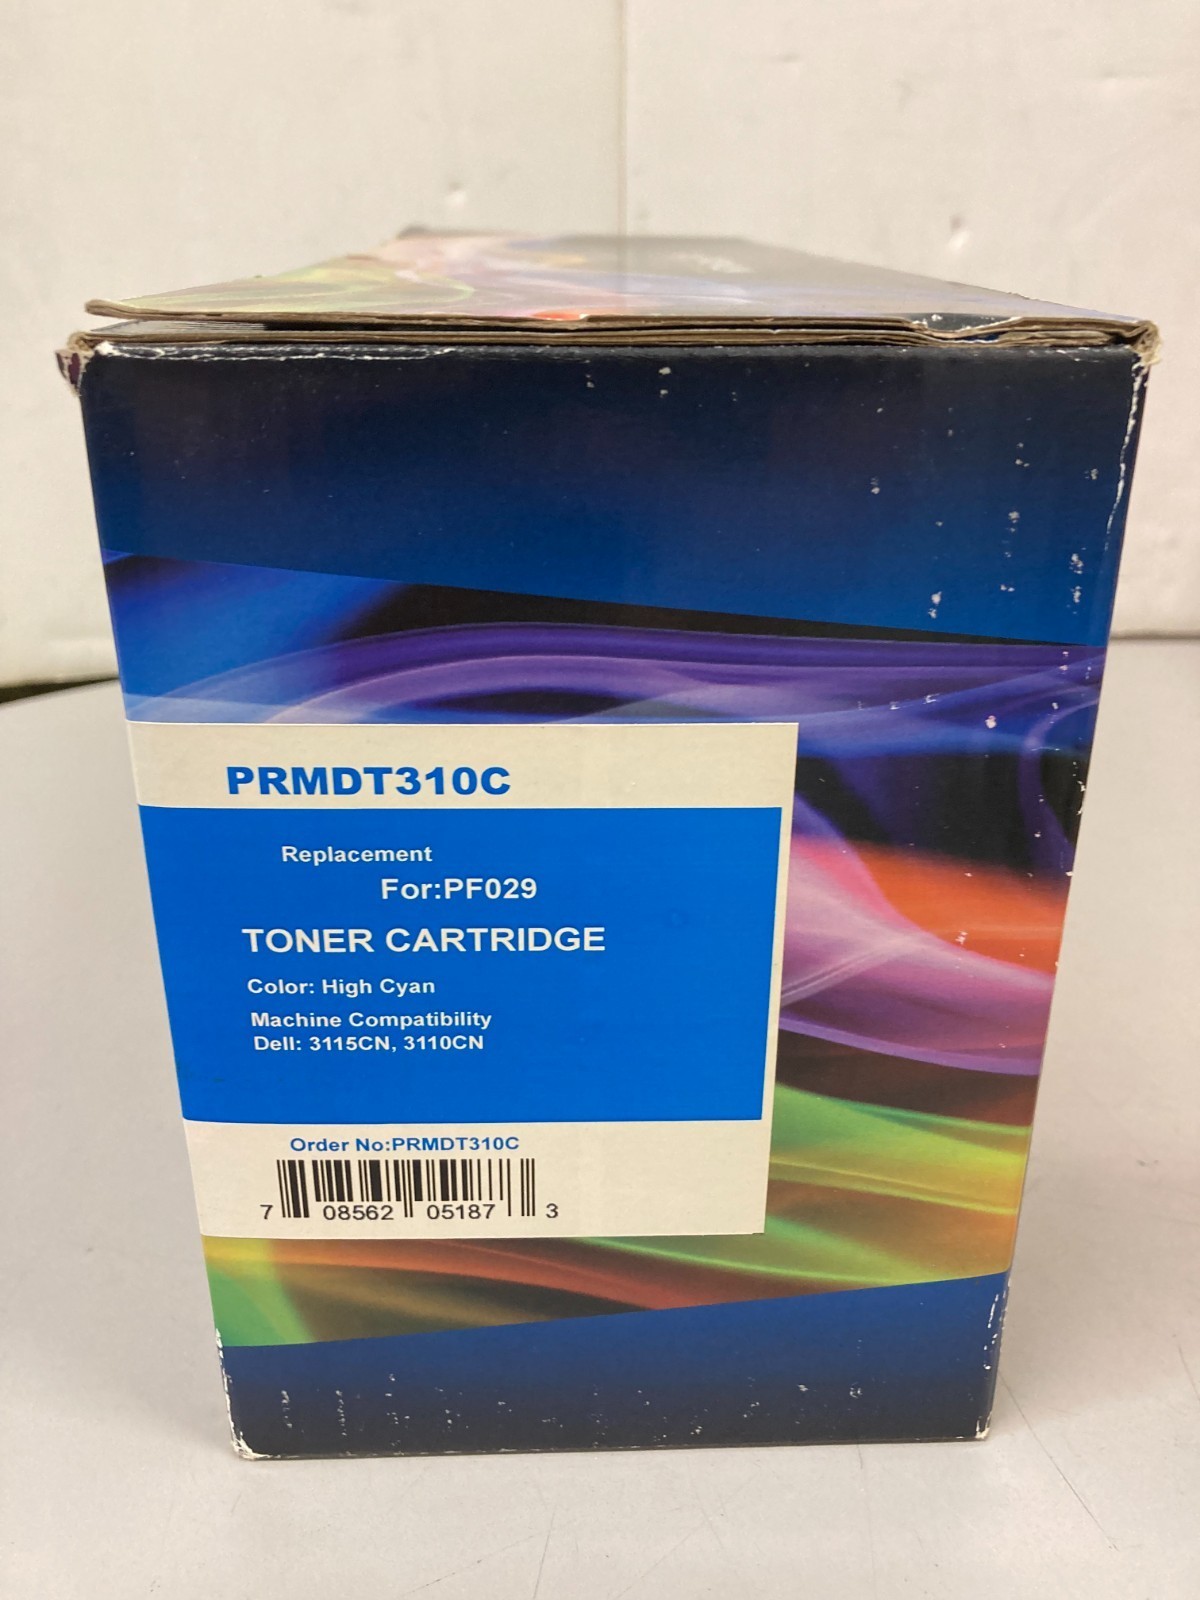 PRMDT310C
Replacement
For:PF029
TONER CARTRIDGE
Color: High Cyan
Machine Compatibility
Dell: 3115CN, 3110CN
Order No:PRMDT310C
7 08562 05187 3